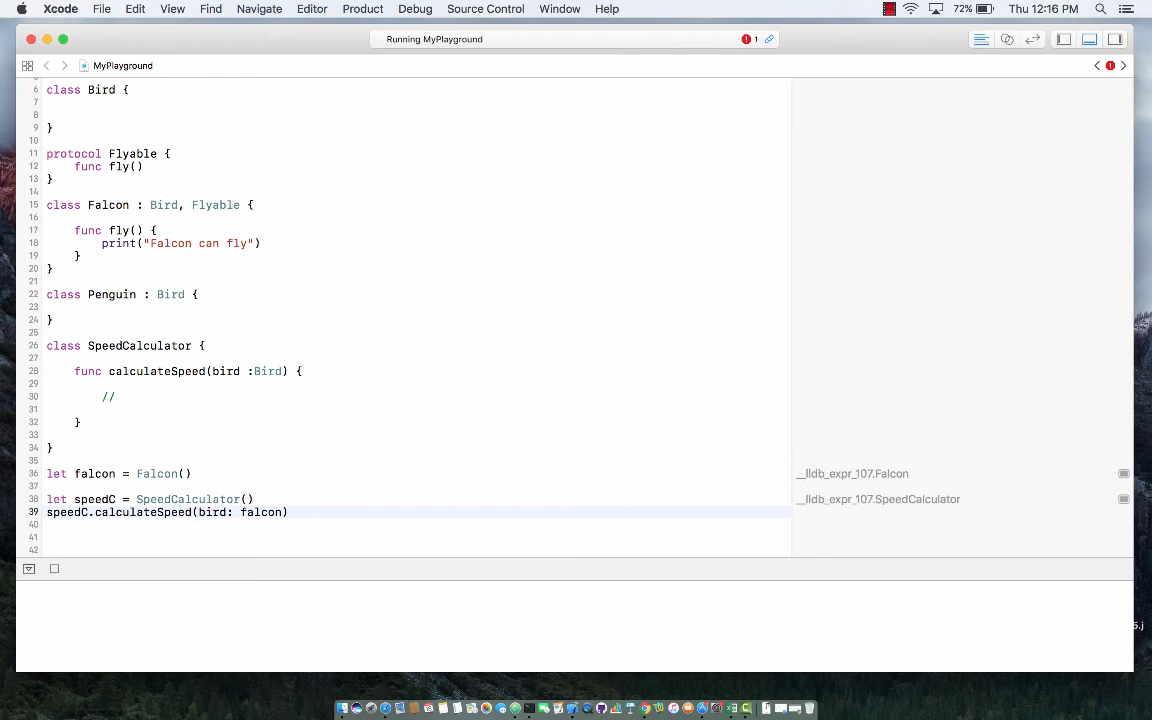 Xcode File Edit View Find Navigate Editor Product Debug Source Control Window Help 72% Thu 12:16 PM
Running MyPlayground 1
MyPlayground
6 class Bird {
7
8
9 }
10
11 protocol Flyable {
12 func fly()
13 }
14
15 class Falcon : Bird, Flyable {
16
17 func fly() {
18 print("Falcon can fly")
19 }
20 }
21
22 class Penguin : Bird {
23
24 }
25
26 class SpeedCalculator {
27
28 func calculateSpeed(bird :Bird) {
29
30 //
31
32 }
33
34 }
35
36 let falcon = Falcon() __lldb_expr_107.Falcon
37
38 let speedC = SpeedCalculator() __lldb_expr_107.SpeedCalculator
39 speedC.calculateSpeed(bird: falcon)
40
41
42
5.j